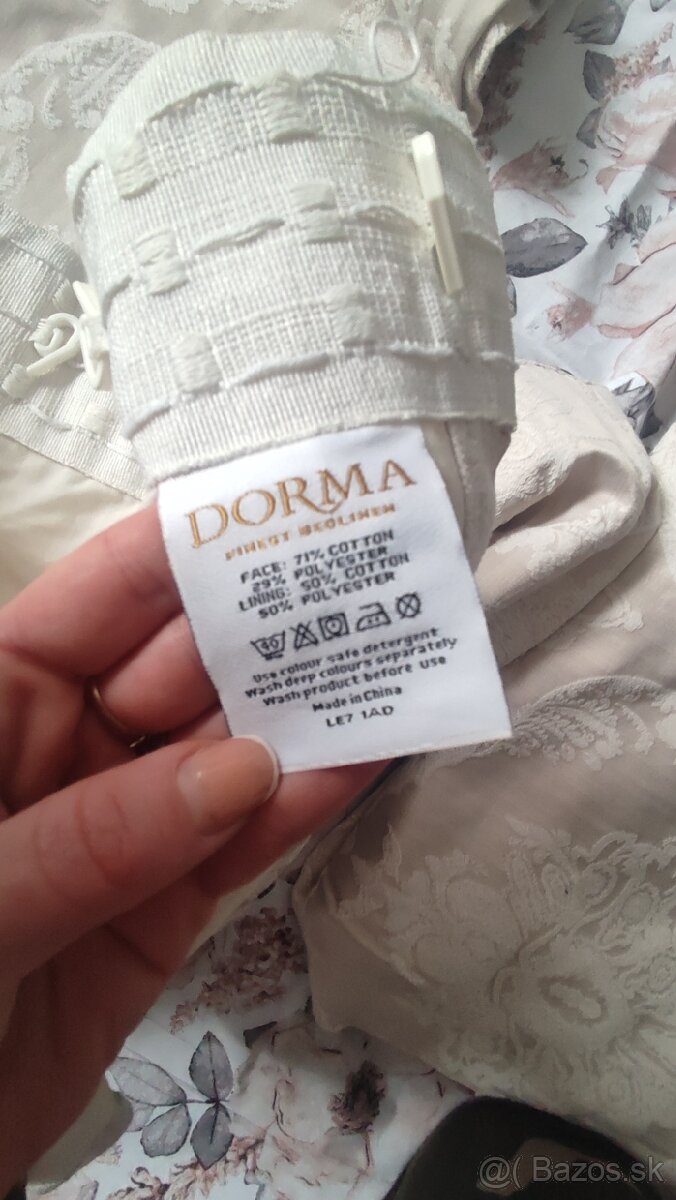 DORMA
FINEST BEDLINEN
FACE: 71% COTTON
29% POLYESTER
LINING: 50% COTTON
50% POLYESTER
40
Use colour safe detergent
Wash deep colours separately
Wash product before use
Made in China
LE7 1AD
@( Bazos.sk